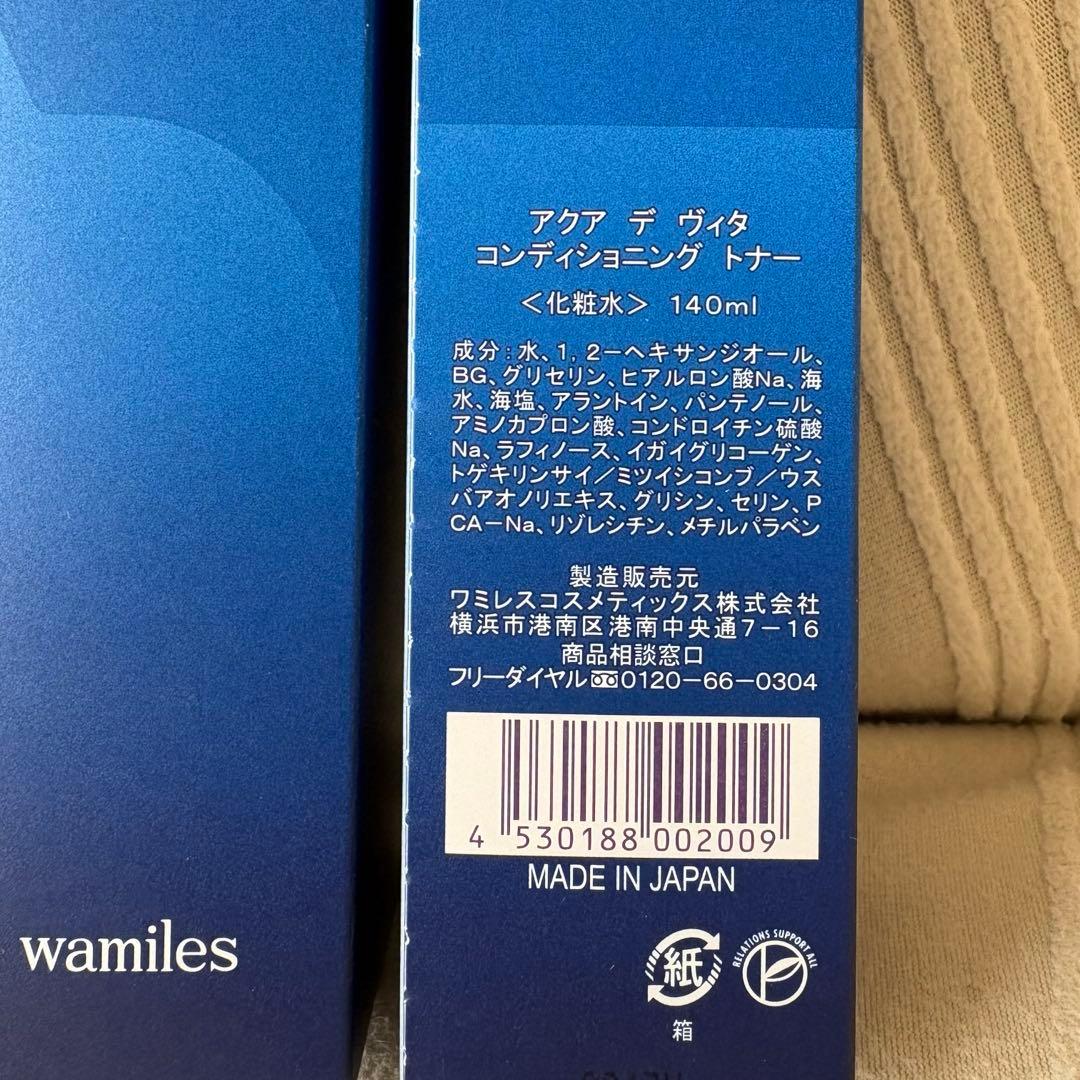 アクア デ ヴィタ
コンディショニング トナー
＜化粧水＞ 140ml
成分：水、1，2－ヘキサンジオール、
BG、グリセリン、ヒアルロン酸Na、海
水、海塩、アラントイン、パンテノール、
アミノカプロン酸、コンドロイチン硫酸
Na、ラフィノース、イガイグリコーゲン、
トゲキリンサイ／ミツイシコンブ／ウス
バアオノリエキス、グリシン、セリン、P
CA－Na、リゾレシチン、メチルパラベン
製造販売元
ワミレスコスメティックス株式会社
横浜市港南区港南中央通7－16
商品相談窓口
フリーダイヤル 0120－66－0304
4 530188 002009
MADE IN JAPAN
wamiles
紙
RELATIONS SUPPORT ALL
箱